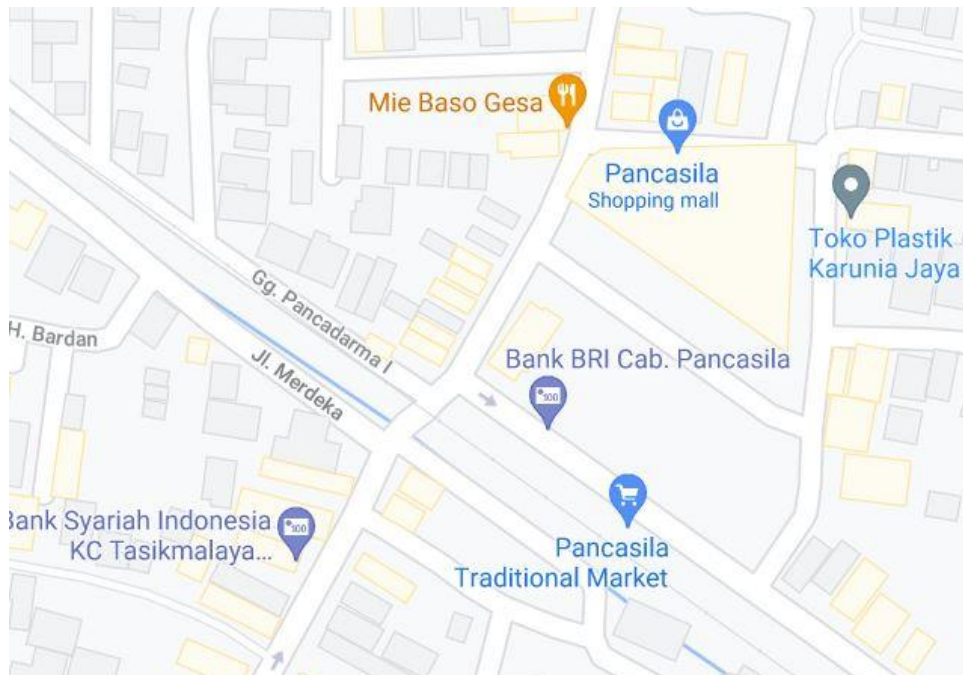 Mie Baso Gesa
Pancasila
Shopping mall
Toko Plastik
Karunia Jaya
Gg. Pancadarma I
H. Bardan
Jl. Merdeka
Bank BRI Cab. Pancasila
Bank Syariah Indonesia
KC Tasikmalaya...
Pancasila
Traditional Market